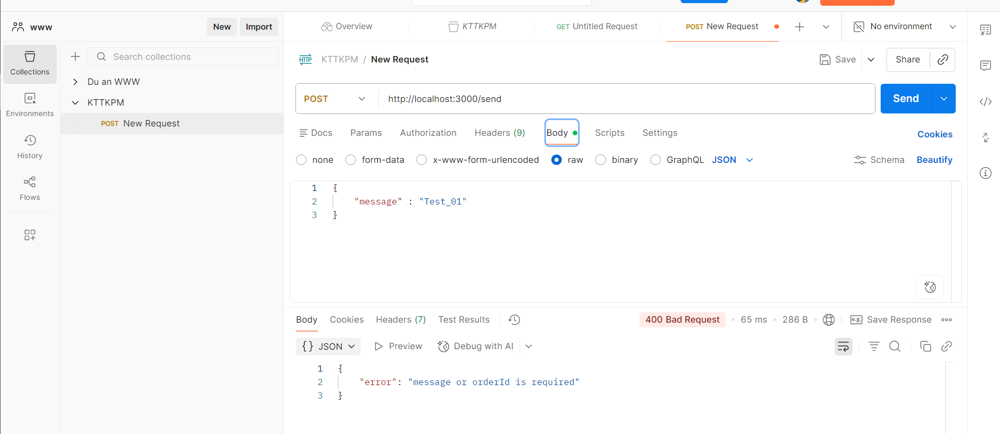 www
New
Import
Overview
KTTKPM
GET Untitled Request
POST New Request
No environment
Collections
Environments
History
Flows
Search collections
Du an WWW
KTTKPM
POST New Request
HTTP KTTKPM / New Request
Save
Share
POST
http://localhost:3000/send
Send
Docs
Params
Authorization
Headers (9)
Body
Scripts
Settings
Cookies
none
form-data
x-www-form-urlencoded
raw
binary
GraphQL
JSON
Schema
Beautify
1 {
2 "message" : "Test_01"
3 }
Body
Cookies
Headers (7)
Test Results
400 Bad Request
65 ms
286 B
e.g. Save Response
{} JSON
Preview
Debug with AI
1 {
2 "error": "message or orderId is required"
3 }